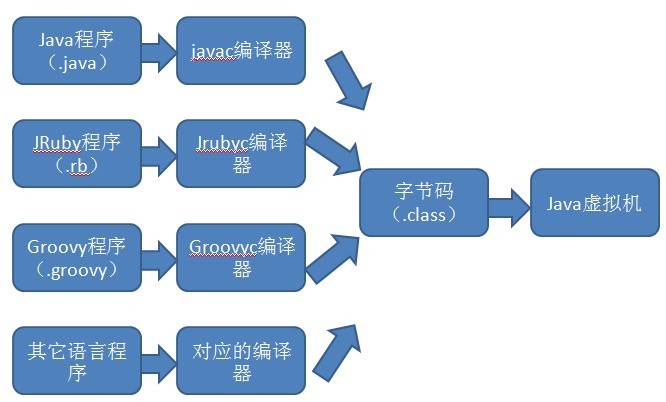 Java程序
（.java）
javac编译器
JRuby程序
（.rb）
Jrubyc编译
器
Groovy程序
（.groovy）
Groovyc编译
器
其它语言程
序
对应的编译
器
字节码
（.class）
Java虚拟机